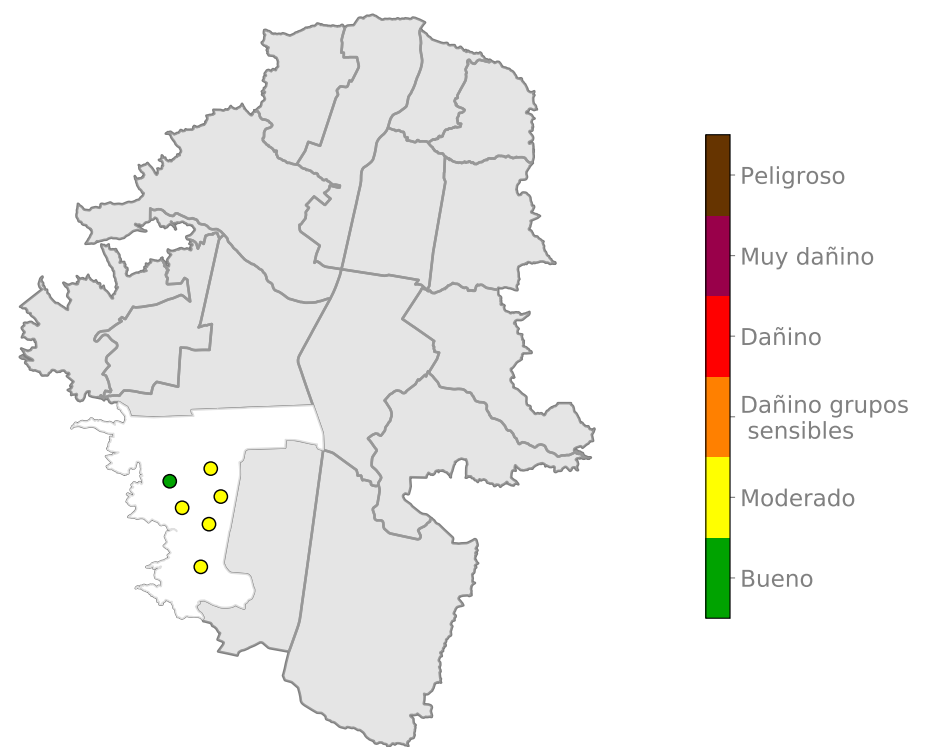 Peligroso
Muy dañino
Dañino
Dañino grupos
sensibles
Moderado
Bueno